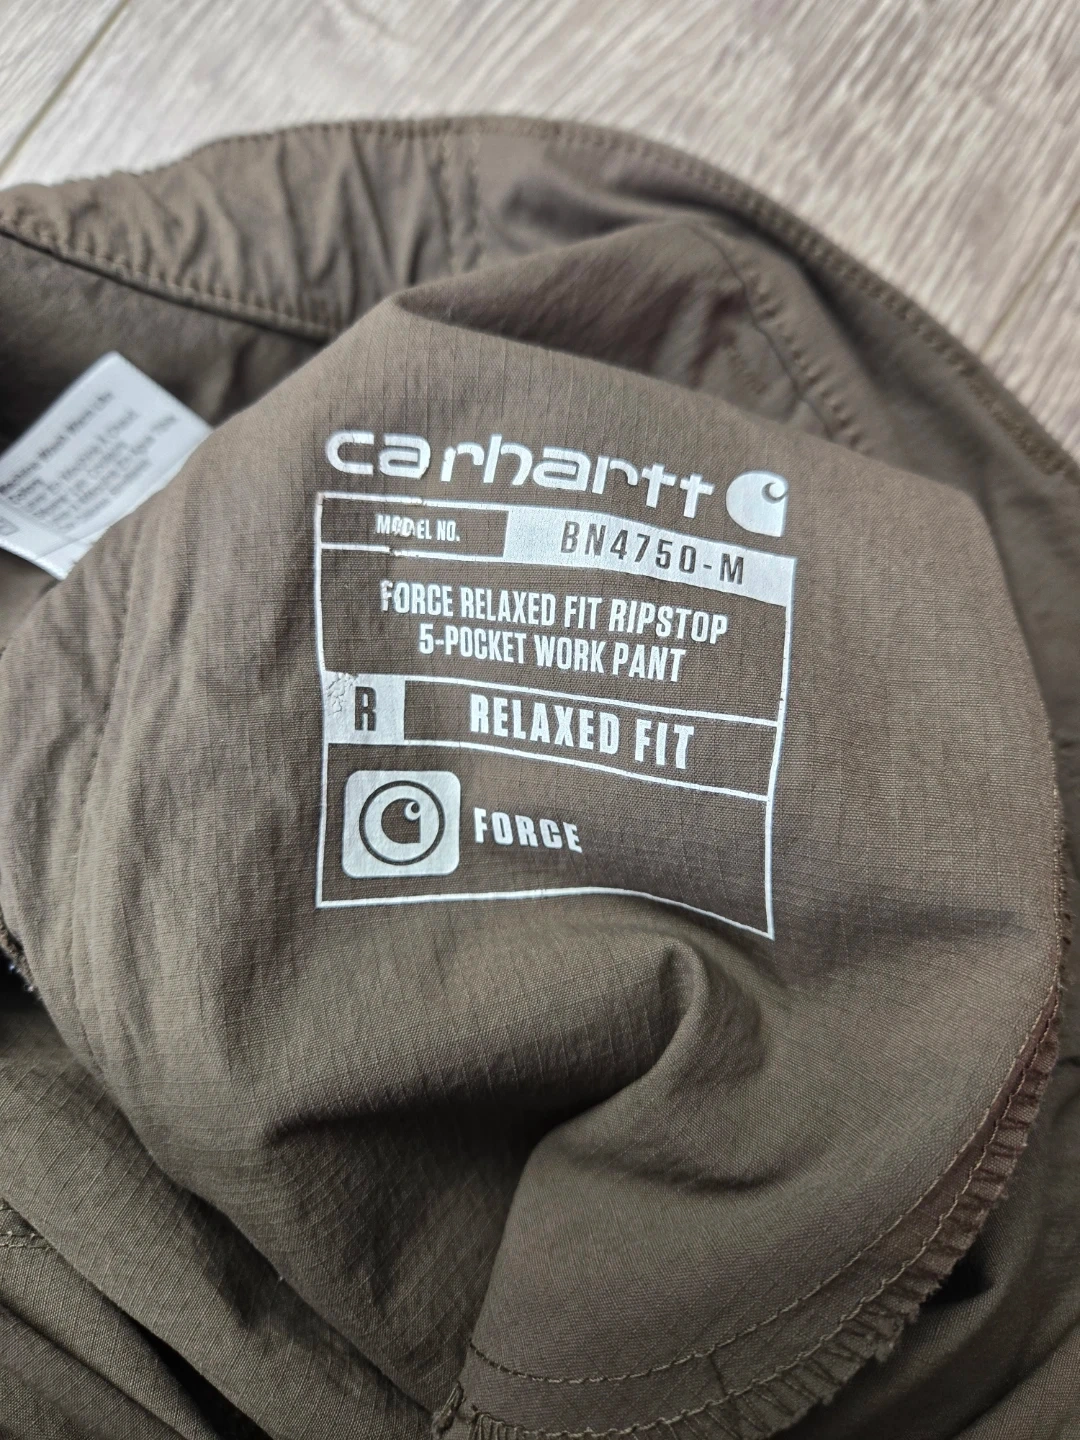 carhartt
MODEL NO. BN4750-M
FORCE RELAXED FIT RIPSTOP
5-POCKET WORK PANT
R RELAXED FIT
FORCE